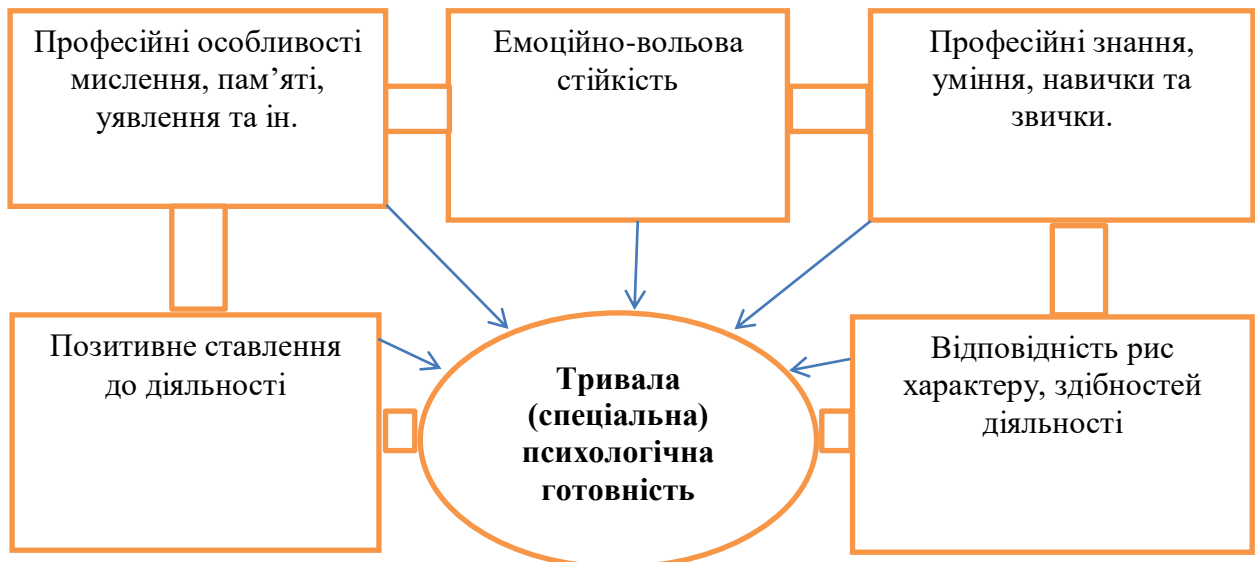 Професійні особливості
мислення, пам’яті,
уявлення та ін.
Емоційно-вольова
стійкість
Професійні знання,
уміння, навички та
звички.
Позитивне ставлення
до діяльності
Тривала
(спеціальна)
психологічна
готовність
Відповідність рис
характеру, здібностей
діяльності